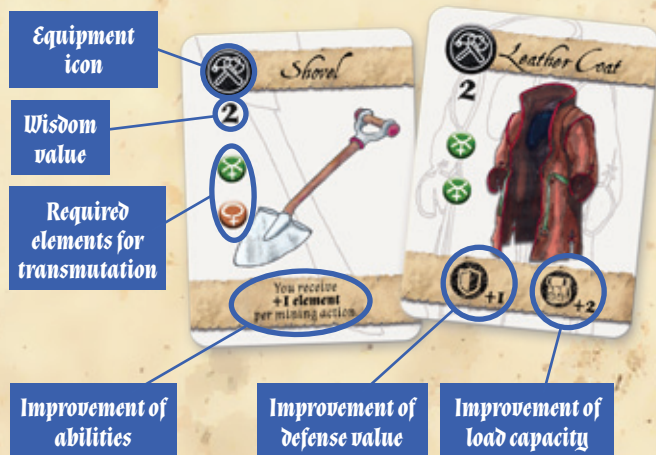 Equipment
icon
Shovel
Leather Coat
2
2
Wisdom
value
Required
elements for
transmutation
You receive
+1 element
per mining action
+1
+2
Improvement of
abilities
Improvement of
defense value
Improvement of
load capacity